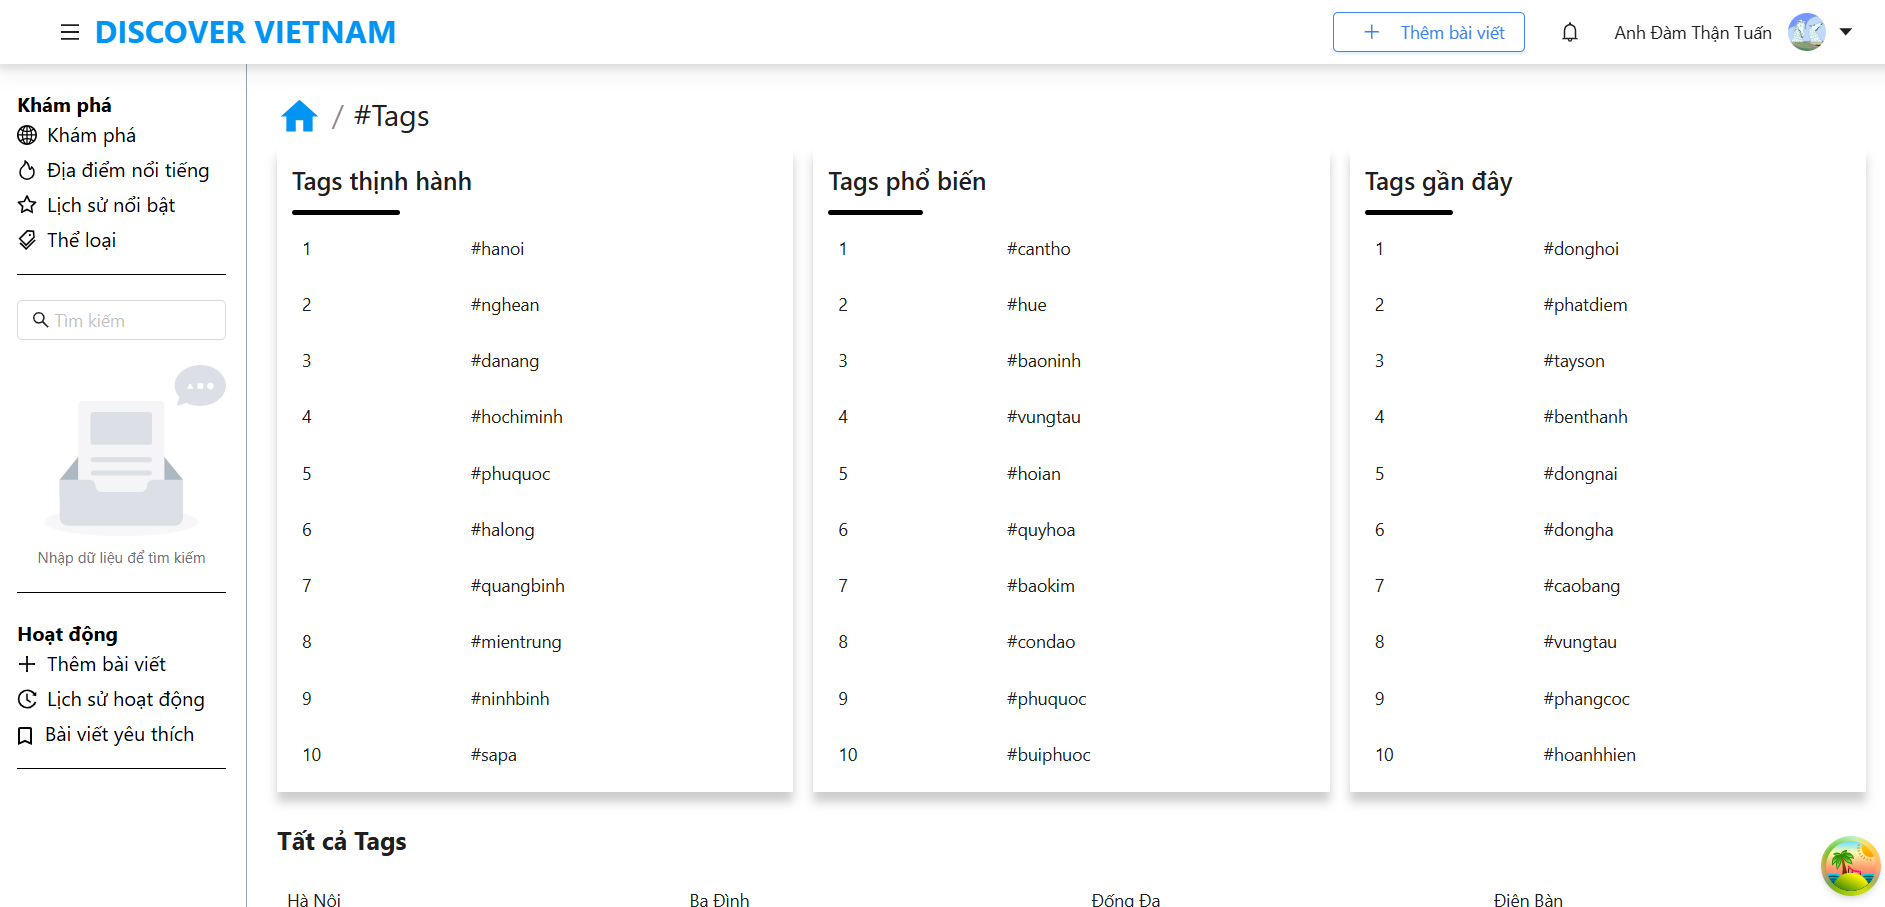 DISCOVER VIETNAM
Thêm bài viết
Anh Đàm Thận Tuấn
Khám phá
Khám phá
Địa điểm nổi tiếng
Lịch sử nổi bật
Thể loại
Tìm kiếm
Nhập dữ liệu để tìm kiếm
Hoạt động
Thêm bài viết
Lịch sử hoạt động
Bài viết yêu thích
/ #Tags
Tags thịnh hành
1 #hanoi
2 #nghean
3 #danang
4 #hochiminh
5 #phuquoc
6 #halong
7 #quangbinh
8 #mientrung
9 #ninhbinh
10 #sapa
Tags phổ biến
1 #cantho
2 #hue
3 #baoninh
4 #vungtau
5 #hoian
6 #quyhoa
7 #baokim
8 #condao
9 #phuquoc
10 #buiphuoc
Tags gần đây
1 #donghoi
2 #phatdiem
3 #tayson
4 #benthanh
5 #dongnai
6 #dongha
7 #caobang
8 #vungtau
9 #phangcoc
10 #hoanhhien
Tất cả Tags
Hà Nội Ba Đình Đống Đa Điện Bàn